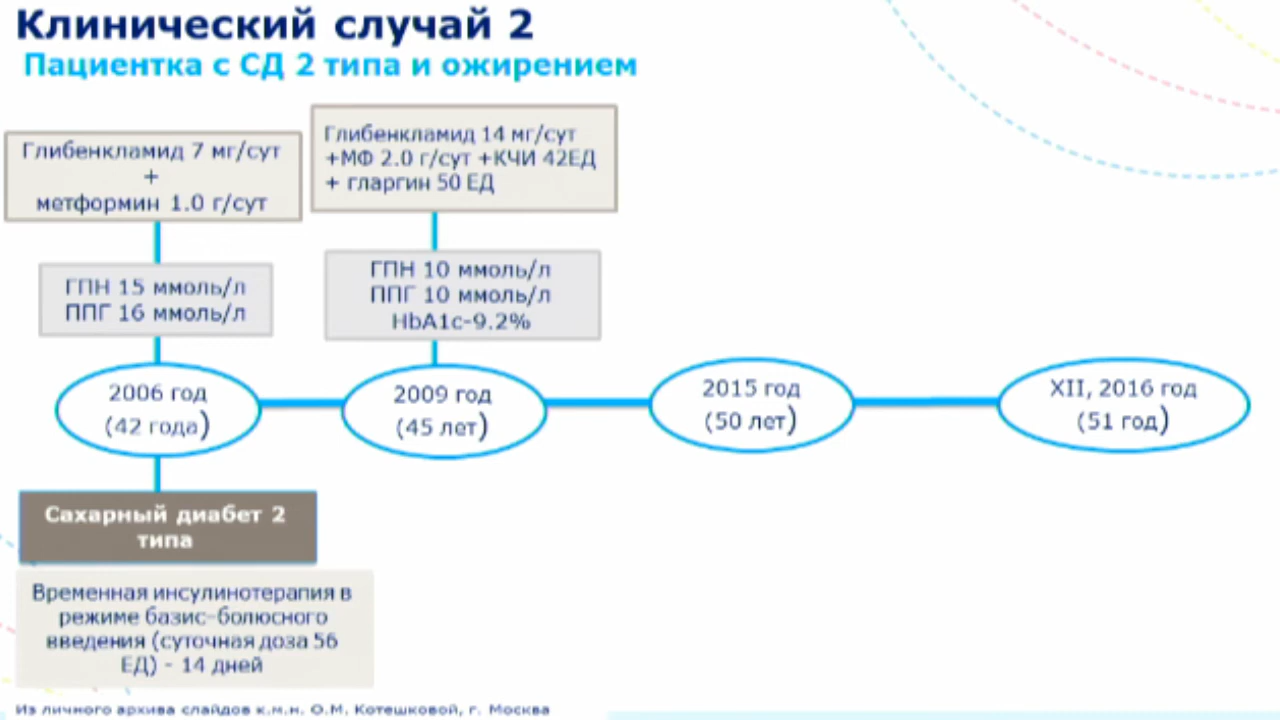 Клинический случай 2
Пациентка с СД 2 типа и ожирением
Глибенкламид 7 мг/сут
+
метформин 1.0 г/сут
Глибенкламид 14 мг/сут
+МФ 2.0 г/сут +КЧИ 42ЕД
+ гларгин 50 ЕД
ГПН 15 ммоль/л
ППГ 16 ммоль/л
ГПН 10 ммоль/л
ППГ 10 ммоль/л
HbA1c-9.2%
2006 год
(42 года)
2009 год
(45 лет)
2015 год
(50 лет)
XII, 2016 год
(51 год)
Сахарный диабет 2
типа
Временная инсулинотерапия в
режиме базис-болюсного
введения (суточная доза 56
ЕД) - 14 дней
Из личного архива слайдов к.м.н. О.М. Котешковой, г. Москва